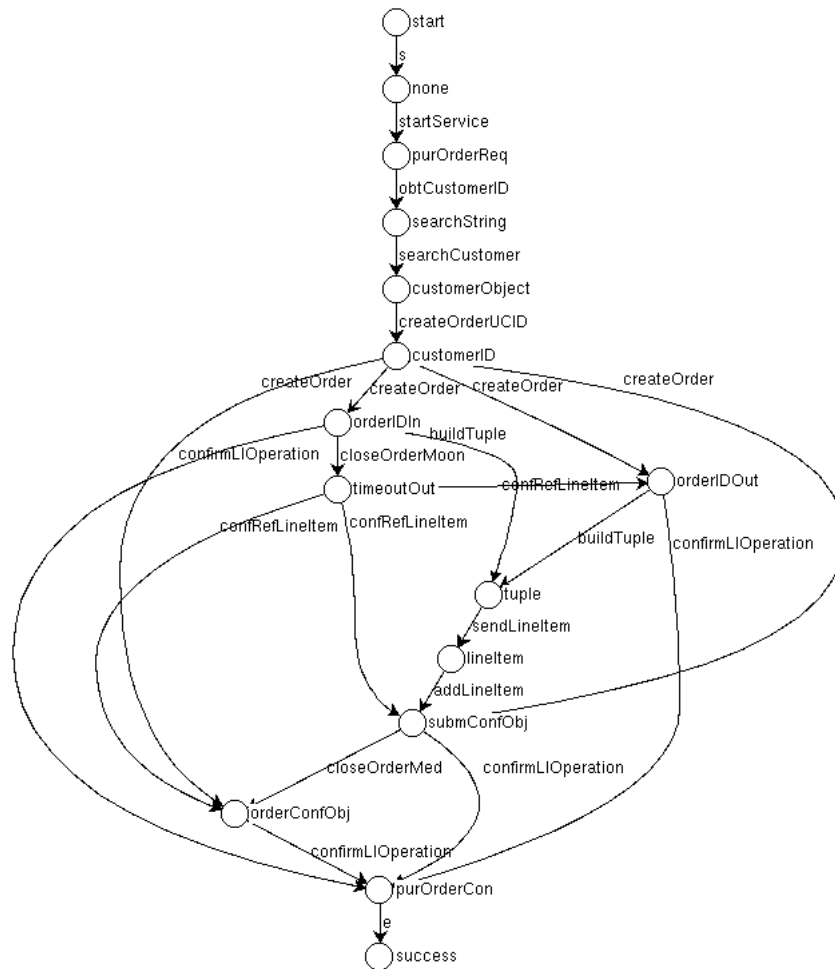 start
s
none
startService
purOrderReq
obtCustomerID
searchString
searchCustomer
customerObject
createOrderUCID
customerID
createOrder
createOrder
createOrder
createOrder
orderIDIn
buildTuple
confirmLIOperation
closeOrderMoon
timeoutOut
confRefLineItem
orderIDOut
confRefLineItem
confRefLineItem
buildTuple
confirmLIOperation
tuple
sendLineItem
lineItem
addLineItem
submConfObj
closeOrderMed
confirmLIOperation
orderConfObj
confirmLIOperation
purOrderCon
e
success